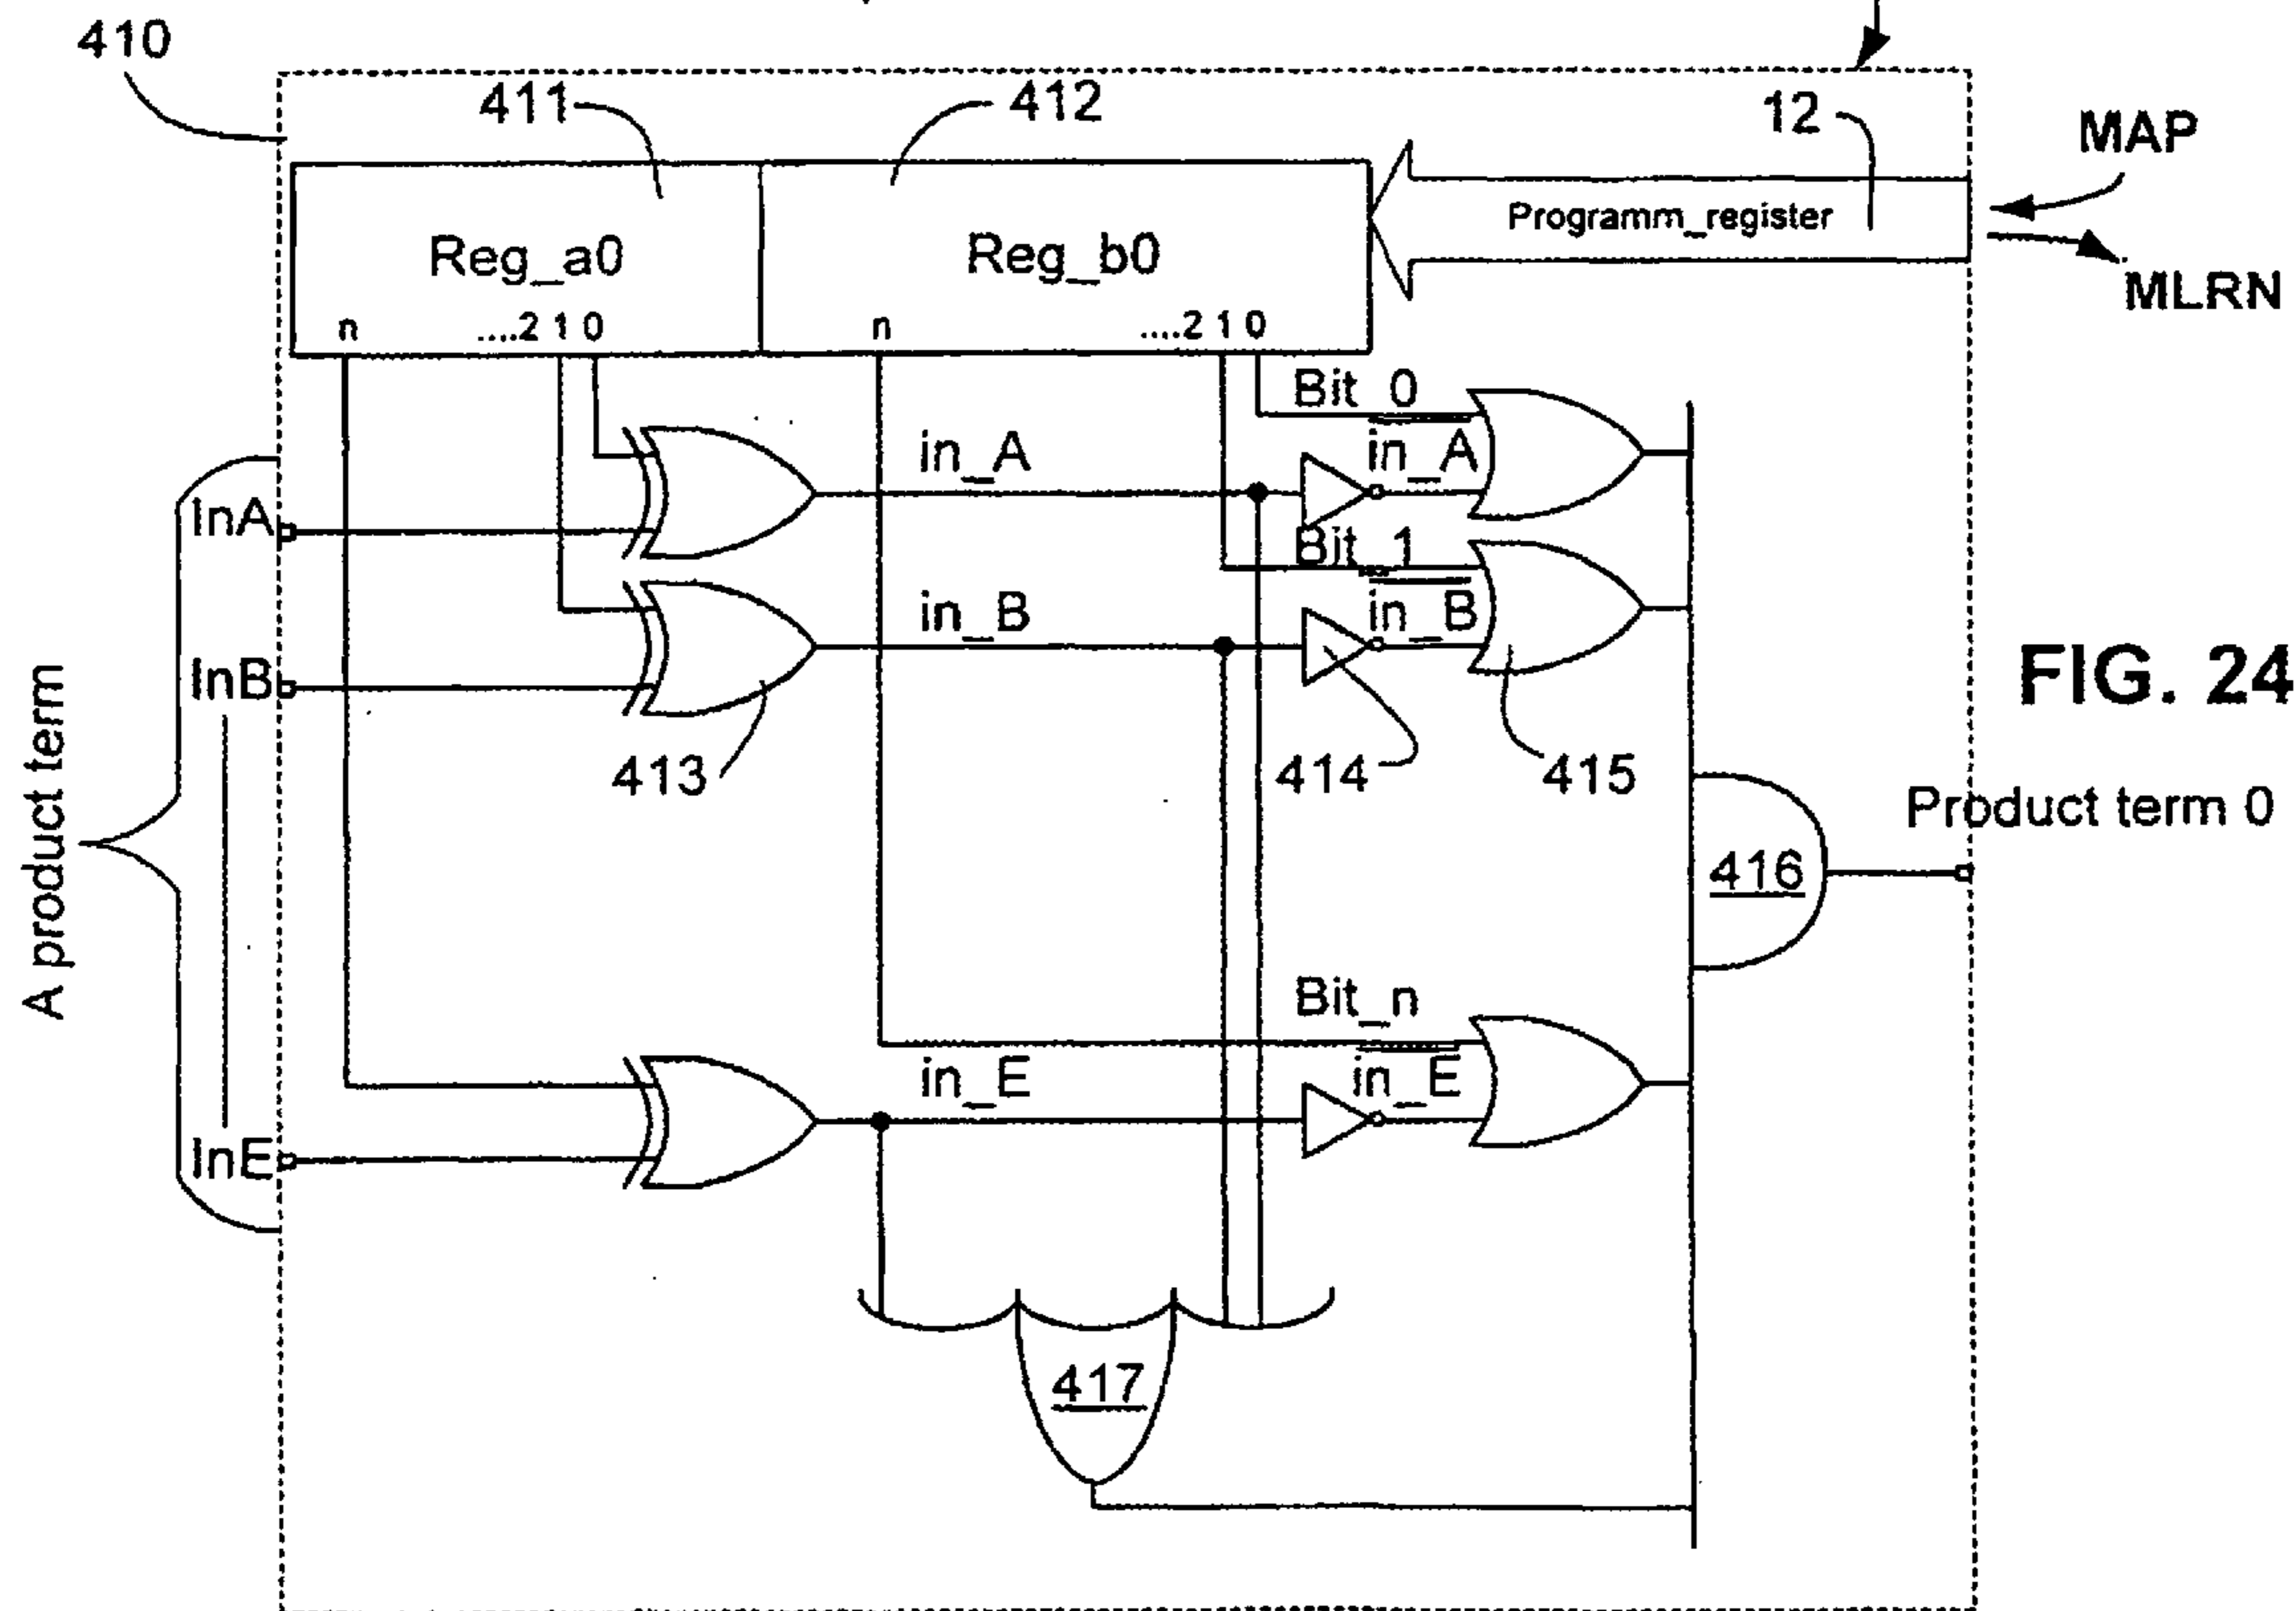 410
411
412
12
MAP
Programm_register
MLRN
Reg_a0
Reg_b0
n ....2 1 0
n ....2 1 0
Bit_0
in_A
in_A
InA
Bit_1
in_B
in_B
InB
FIG. 24
413
414
415
A product term
Product term 0
416
Bit_n
in_E
in_E
InE
417